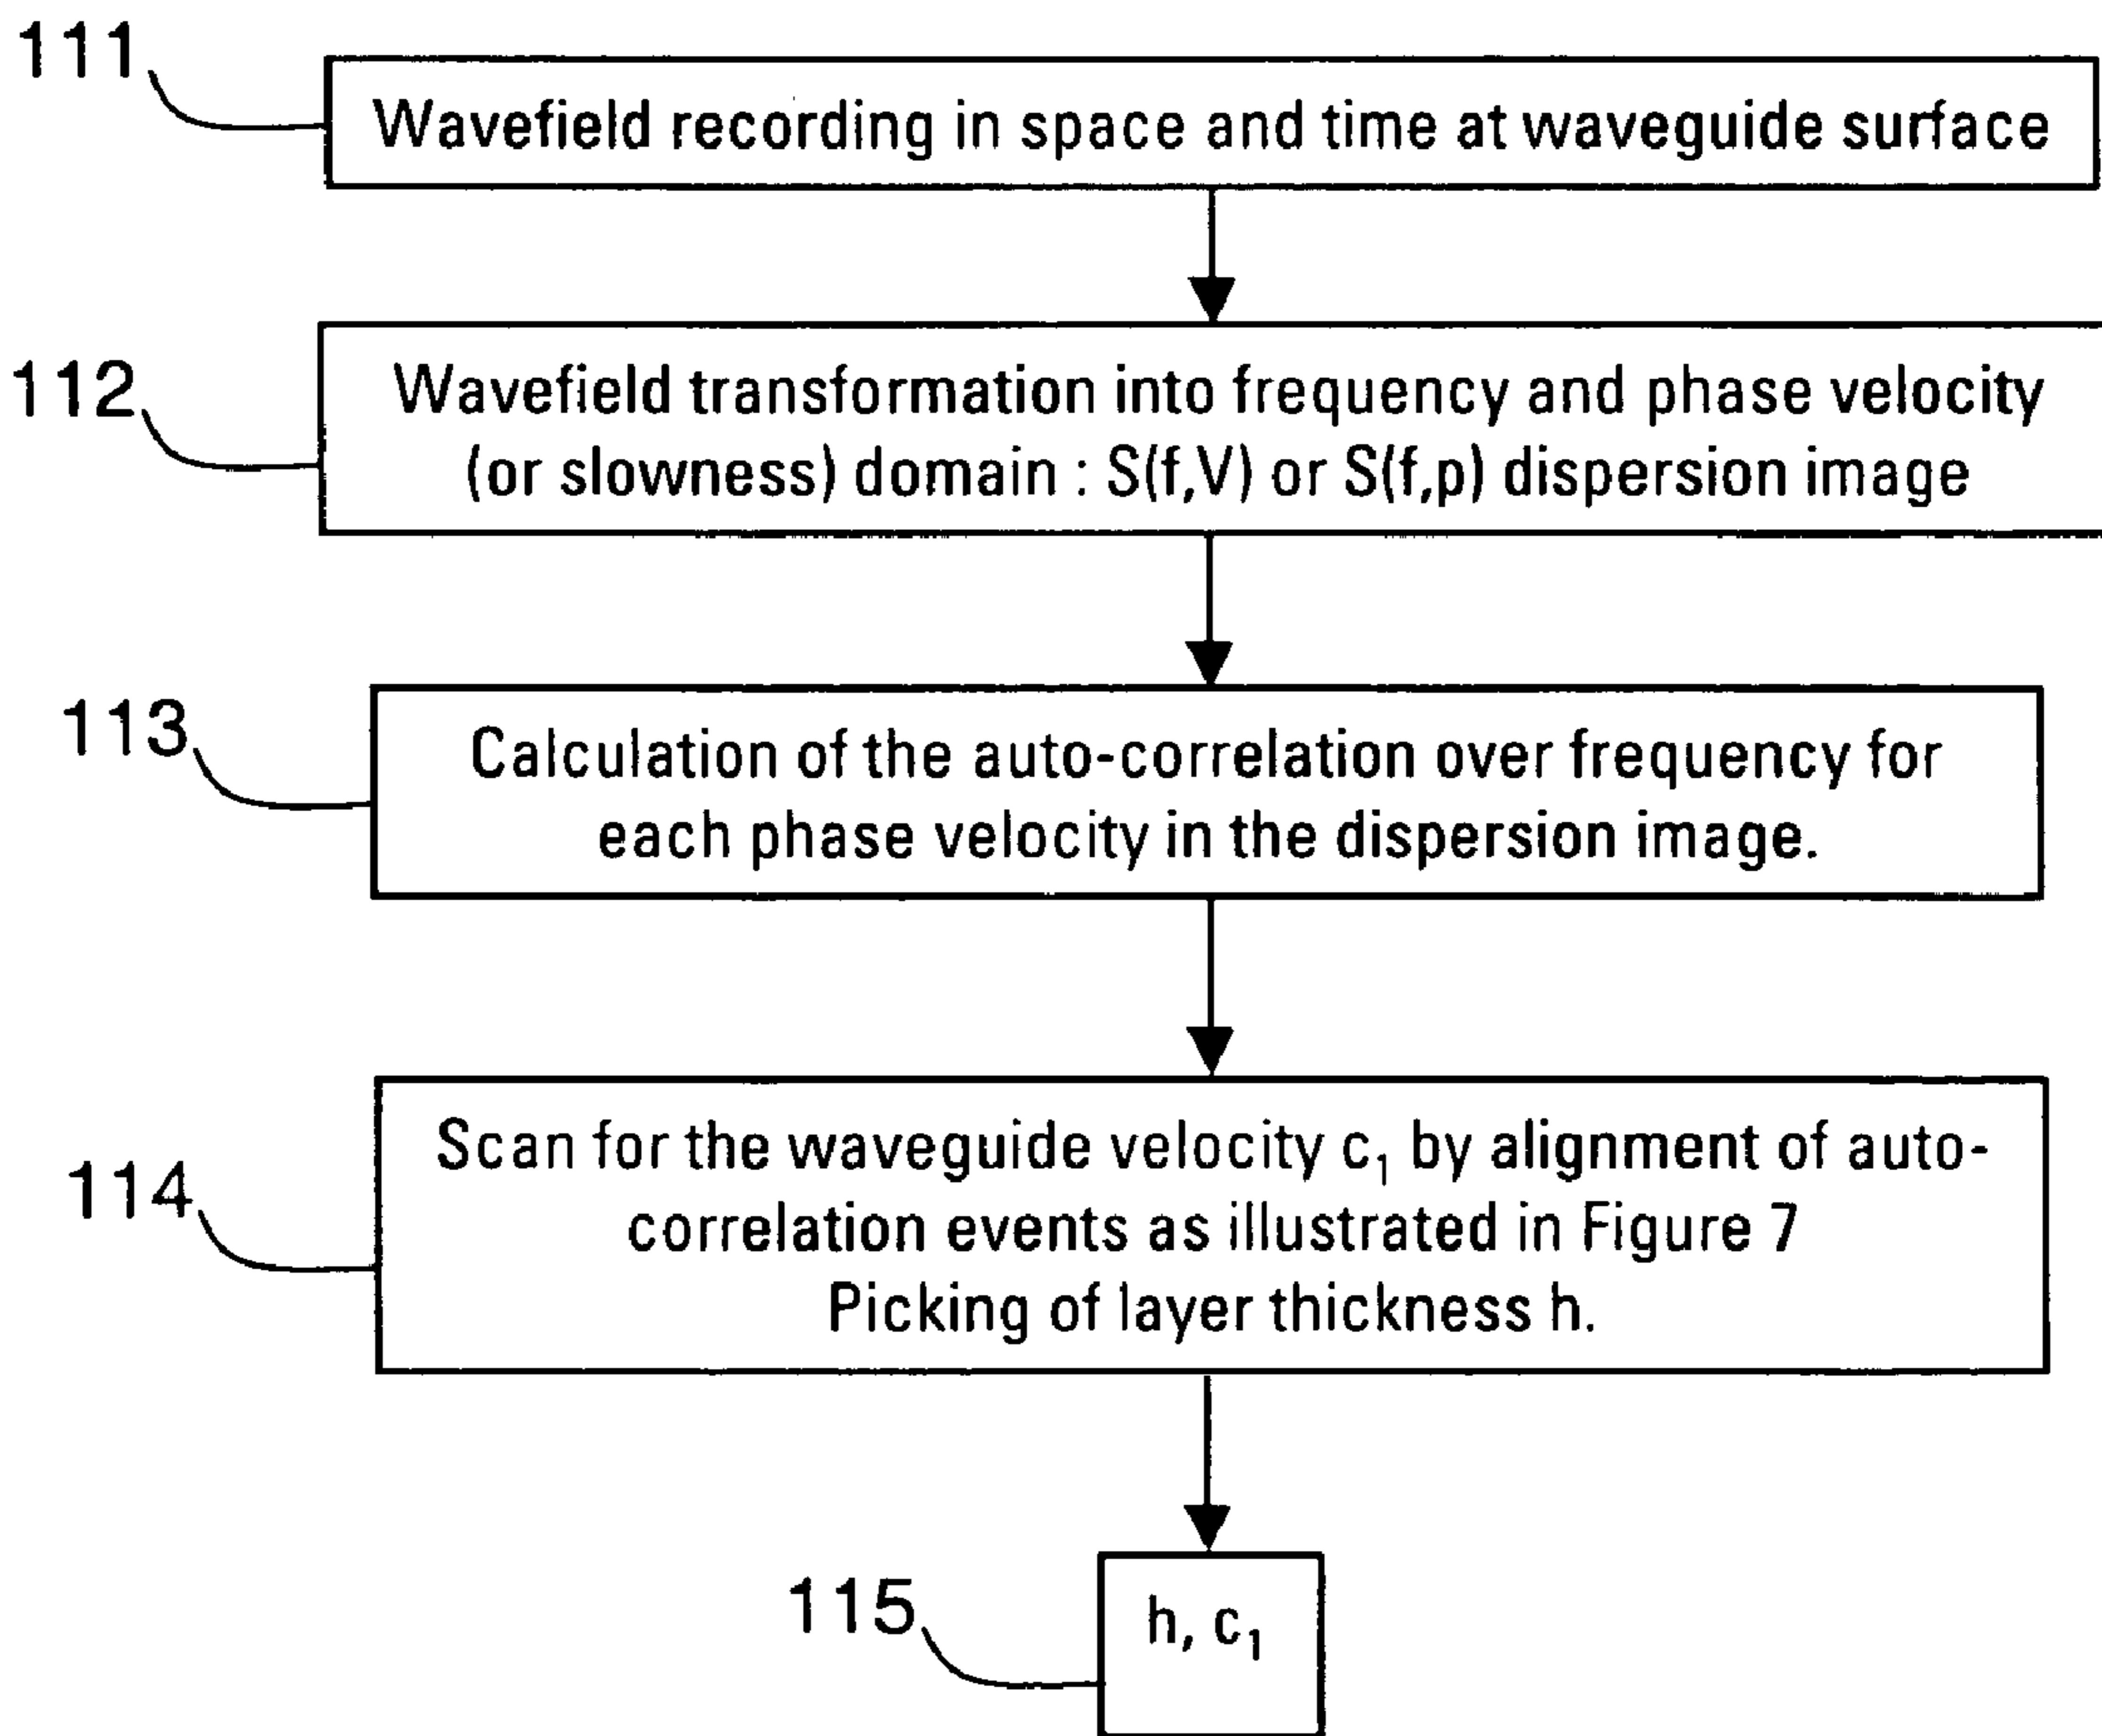 111
Wavefield recording in space and time at waveguide surface
112
Wavefield transformation into frequency and phase velocity
(or slowness) domain : S(f,V) or S(f,p) dispersion image
113
Calculation of the auto-correlation over frequency for
each phase velocity in the dispersion image.
114
Scan for the waveguide velocity c₁ by alignment of auto-
correlation events as illustrated in Figure 7
Picking of layer thickness h.
115
h, c₁